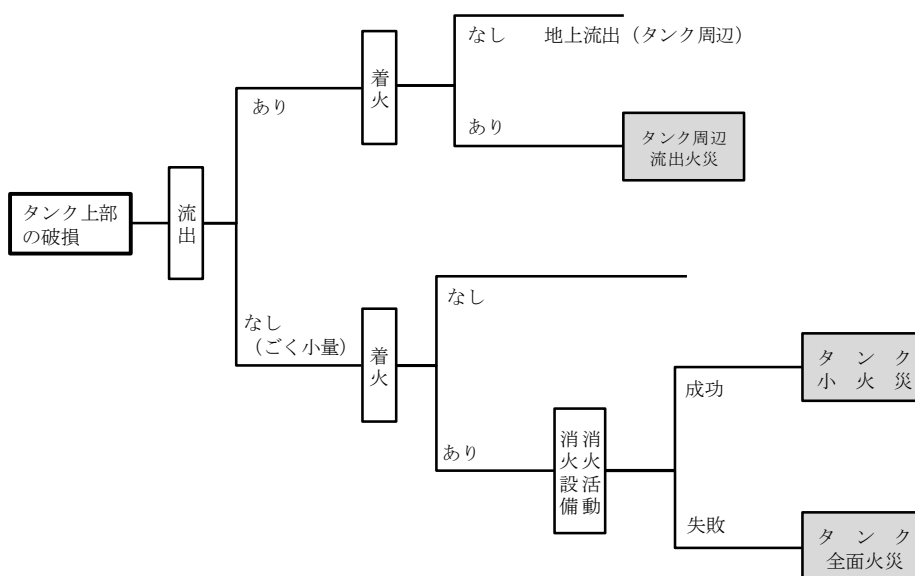 なし 地上流出（タンク周辺）
着火
あり
あり
タンク周辺
流出火災
タンク上部
の破損
流出
なし
なし
（ごく小量）
着火
タンク
小火災
成功
あり
消火活動
消火設備
失敗
タンク
全面火災